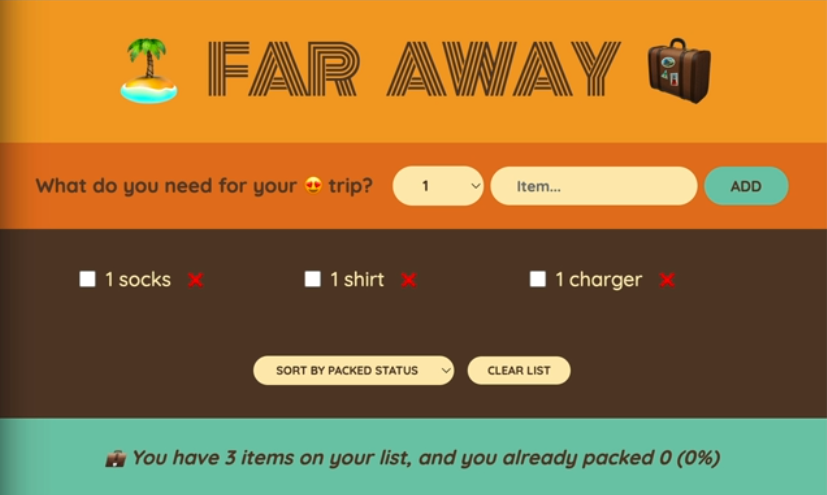 FAR AWAY
What do you need for your 😍 trip? 1 Item... ADD
1 socks ❌ 1 shirt ❌ 1 charger ❌
SORT BY PACKED STATUS CLEAR LIST
💼 You have 3 items on your list, and you already packed 0 (0%)